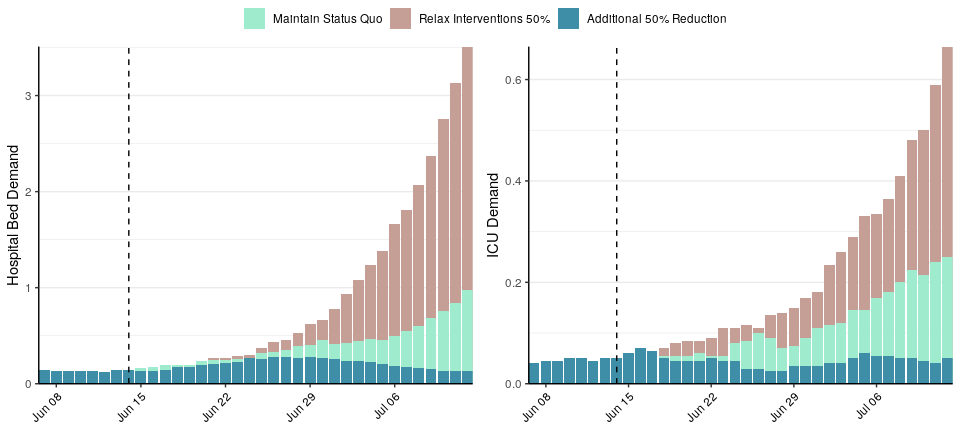 Maintain Status Quo Relax Interventions 50% Additional 50% Reduction
Hospital Bed Demand
3
2
1
0
Jun 08 Jun 15 Jun 22 Jun 29 Jul 06
ICU Demand
0.6
0.4
0.2
0.0
Jun 08 Jun 15 Jun 22 Jun 29 Jul 06